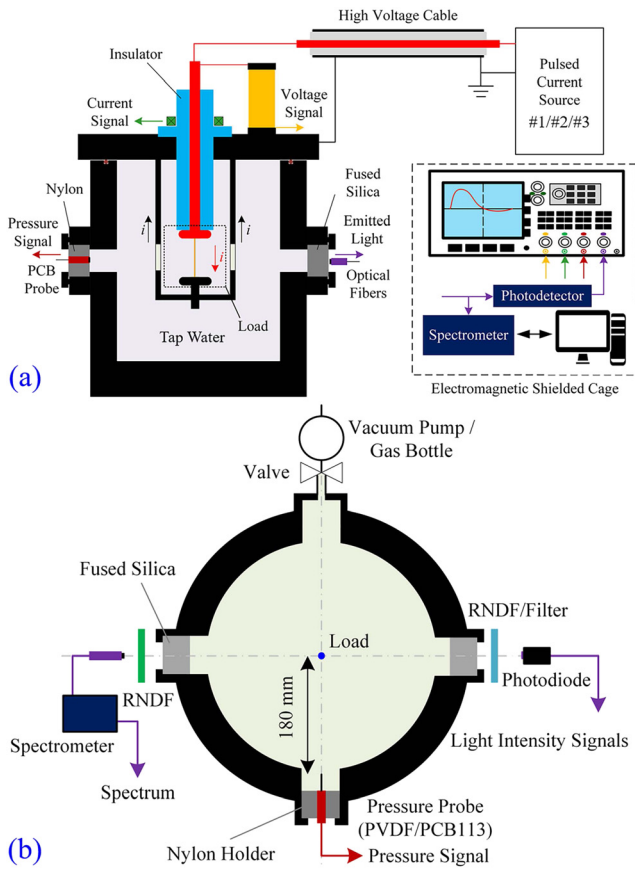 High Voltage Cable
Insulator
Pulsed
Current
Source
#1/#2/#3
Current
Signal
Voltage
Signal
Nylon
Fused
Silica
Pressure
Signal
PCB
Probe
i
i
i
Emitted
Light
Optical
Fibers
Load
Tap Water
Photodetector
Spectrometer
Electromagnetic Shielded Cage
(a)
Vacuum Pump /
Gas Bottle
Valve
Fused Silica
RNDF/Filter
Load
RNDF
Photodiode
180 mm
Spectrometer
Light Intensity Signals
Spectrum
Pressure Probe
(PVDF/PCB113)
Nylon Holder
Pressure Signal
(b)